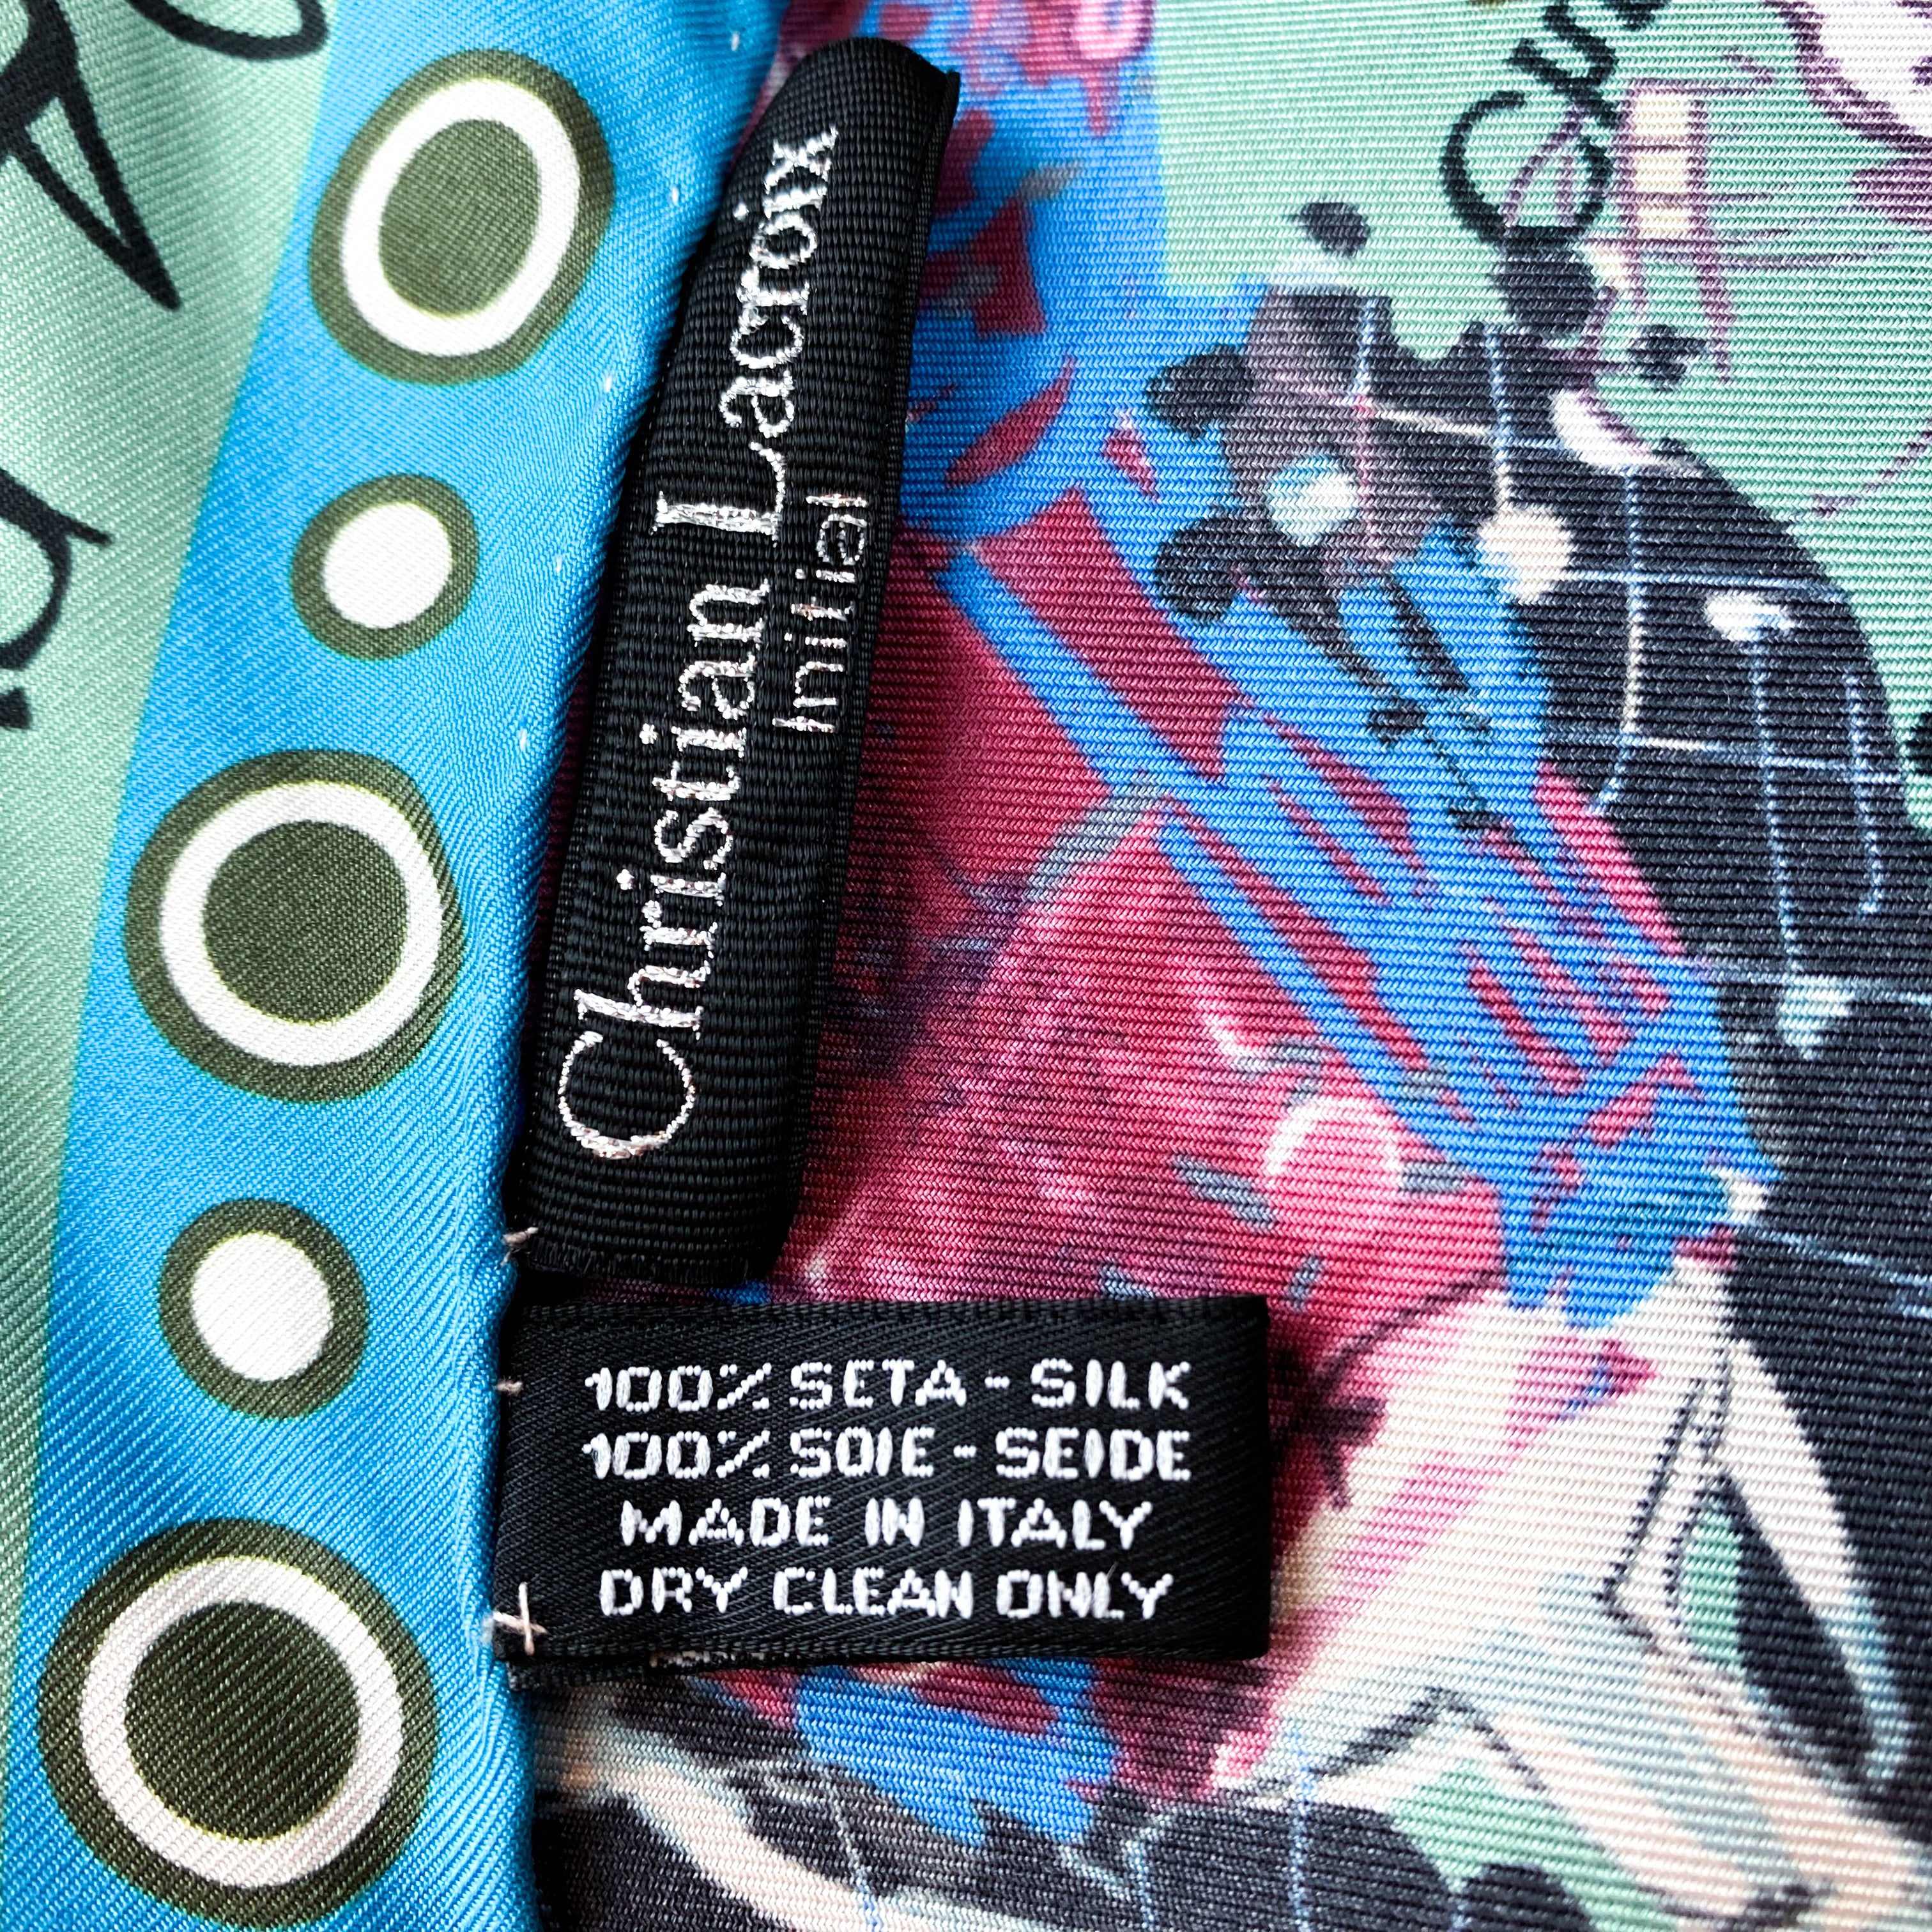 Christian Lacroix
Initial
100% SETA - SILK
100% SOIE - SEIDE
MADE IN ITALY
DRY CLEAN ONLY